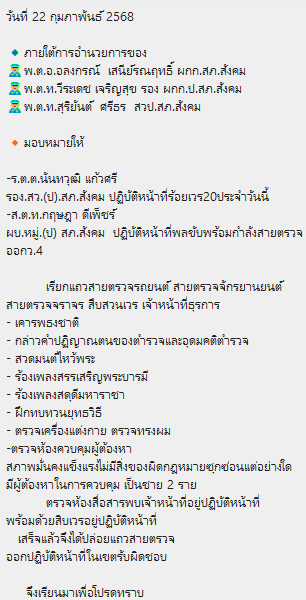 วันที่ 22 กุมภาพันธ์ 2568
🔹 ภายใต้การอำนวยการของ
👮‍♂️ พ.ต.อ.อลงกรณ์ เสนีย์รณฤทธิ์ ผกก.สภ.สังคม
👮‍♂️ พ.ต.ท.วีระเดช เจริญสุข รอง ผกก.ป.สภ.สังคม
👮‍♂️ พ.ต.ท.สุริยันต์ ศรีธร สวป.สภ.สังคม
🔸 มอบหมายให้
-ร.ต.ต.นันทวุฒิ แก้วศรี
รอง.สว.(ป).สภ.สังคม ปฏิบัติหน้าที่ร้อยเวร20ประจำวันนี้
-ส.ต.ท.กฤษฎา ดีเพ็ชร์
ผบ.หมู่.(ป) สภ.สังคม ปฏิบัติหน้าที่พลขับพร้อมกำลังสายตรวจ
ออกว.4
เรียกแถวสายตรวจรถยนต์ สายตรวจจักรยานยนต์
สายตรวจจราจร สืบสวนเวร เจ้าหน้าที่ธุรการ
- เคารพธงชาติ
- กล่าวคำปฏิญาณตนของตำรวจและอุดมคติตำรวจ
- สวดมนต์ไหว้พระ
- ร้องเพลงสรรเสริญพระบารมี
- ร้องเพลงสดุดีมหาราชา
- ฝึกทบทวนยุทธวิธี
- ตรวจเครื่องแต่งกาย ตรวจทรงผม
-ตรวจห้องควบคุมผู้ต้องหา
สภาพมั่นคงแข็งแรงไม่มีสิ่งของผิดกฎหมายซุกซ่อนแต่อย่างใด
มีผู้ต้องหาในการควบคุม เป็นชาย 2 ราย
ตรวจห้องสื่อสารพบเจ้าหน้าที่อยู่ปฏิบัติหน้าที่
พร้อมด้วยสิบเวรอยู่ปฏิบัติหน้าที่
เสร็จแล้วจึงได้ปล่อยแถวสายตรวจ
ออกปฏิบัติหน้าที่ในเขตรับผิดชอบ
จึงเรียนมาเพื่อโปรดทราบ